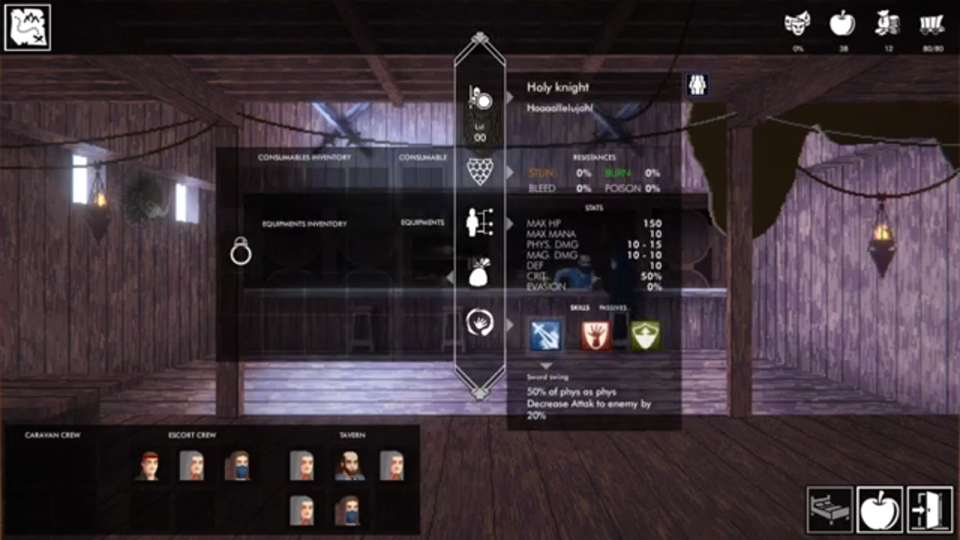 0%
38
12
80/80
Holy knight
Haaaallelujah!
Lvl
00
CONSUMABLES INVENTORY
CONSUMABLE
RESISTANCES
STUN 0% BURN 0%
BLEED 0% POISON 0%
STATS
EQUIPMENTS INVENTORY
EQUIPMENTS
MAX HP 150
MAX MANA 10
PHYS. DMG 10 - 15
MAG. DMG 10 - 10
DEF 10
CRIT. 50%
EVASION 0%
SKILLS PASSIVES
Sword swing
50% of phys as phys
Decrease Attak to enemy by
20%
CARAVAN CREW
ESCORT CREW
TAVERN